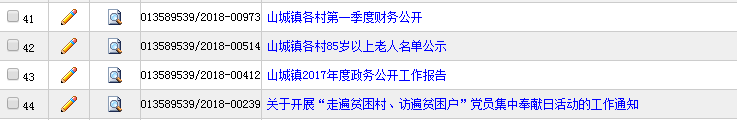 41 013589539/2018-00973 山城镇各村第一季度财务公开
42 013589539/2018-00514 山城镇各村85岁以上老人名单公示
43 013589539/2018-00412 山城镇2017年度政务公开工作报告
44 013589539/2018-00239 关于开展“走遍贫困村、访遍贫困户”党员集中奉献日活动的工作通知